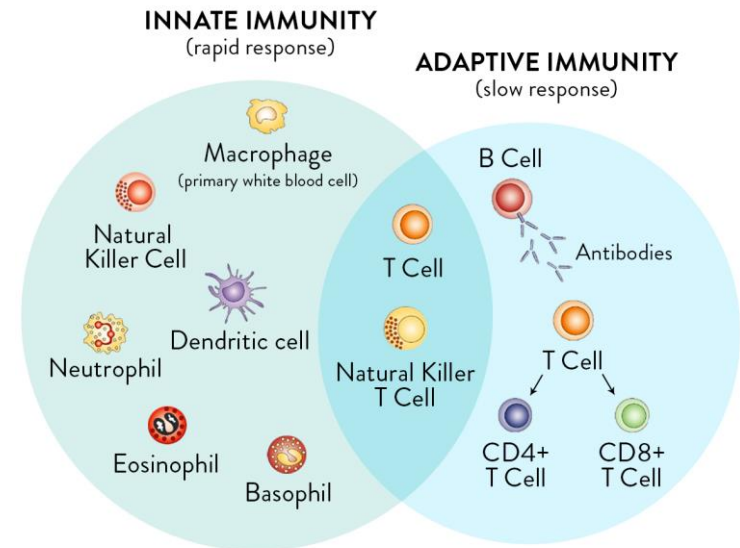 INNATE IMMUNITY
(rapid response)
ADAPTIVE IMMUNITY
(slow response)
Macrophage
(primary white blood cell)
Natural
Killer Cell
Dendritic cell
Neutrophil
Eosinophil
Basophil
T Cell
Natural Killer
T Cell
B Cell
Antibodies
T Cell
CD4+
T Cell
CD8+
T Cell